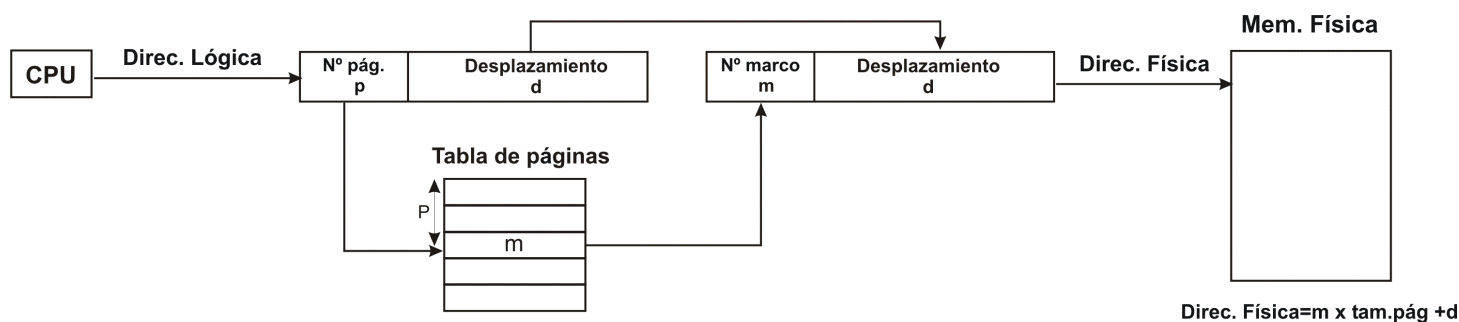 CPU
Direc. Lógica
Nº pág.
p
Desplazamiento
d
Nº marco
m
Desplazamiento
d
Direc. Física
Mem. Física
Tabla de páginas
P
m
Direc. Física=m x tam.pág +d